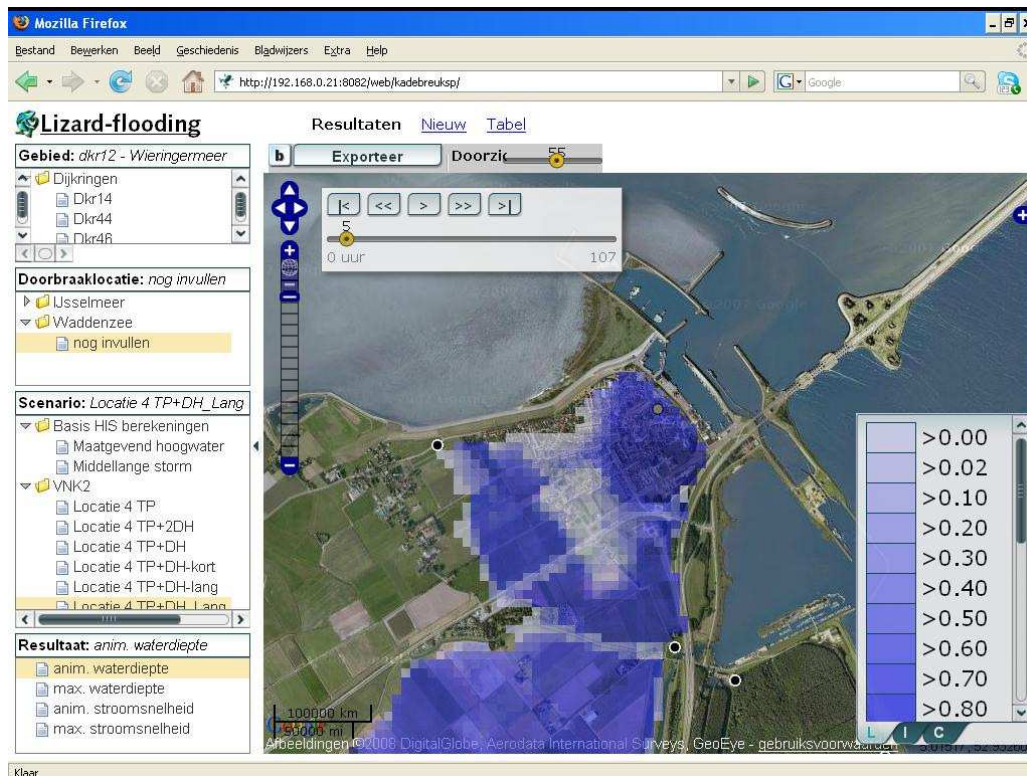 Mozilla Firefox
Bestand Bewerken Beeld Geschiedenis Bladwijzers Extra Help
http://192.168.0.21:8082/web/kadebreuksp/
G Google
Lizard-flooding
Resultaten Nieuw Tabel
Gebied: dkr12 - Wieringermeer
b Exporteer Doorzic 55
Dijkringen
Dkr14
Dkr44
Dkr46
|< << > >> >|
5
0 uur 107
Doorbraaklocatie: nog invullen
IJsselmeer
Waddenzee
nog invullen
Scenario: Locatie 4 TP+DH_Lang
Basis HIS berekeningen
Maatgevend hoogwater
Middellange storm
VNK2
Locatie 4 TP
Locatie 4 TP+2DH
Locatie 4 TP+DH
Locatie 4 TP+DH-kort
Locatie 4 TP+DH-lang
Locatie 4 TP+DH_Lang
Resultaat: anim. waterdiepte
anim. waterdiepte
max. waterdiepte
anim. stroomsnelheid
max. stroomsnelheid
>0.00
>0.02
>0.10
>0.20
>0.30
>0.40
>0.50
>0.60
>0.70
>0.80
L I C
100000 km
50000 mi
Afbeeldingen ©2008 DigitalGlobe, Aerodata International Surveys, GeoEye - gebruiksvoorwaarden
Klaar